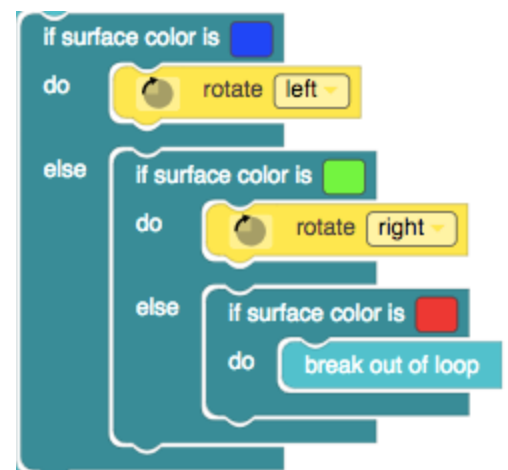 if surface color is
do rotate left
else if surface color is
do rotate right
else if surface color is
do break out of loop